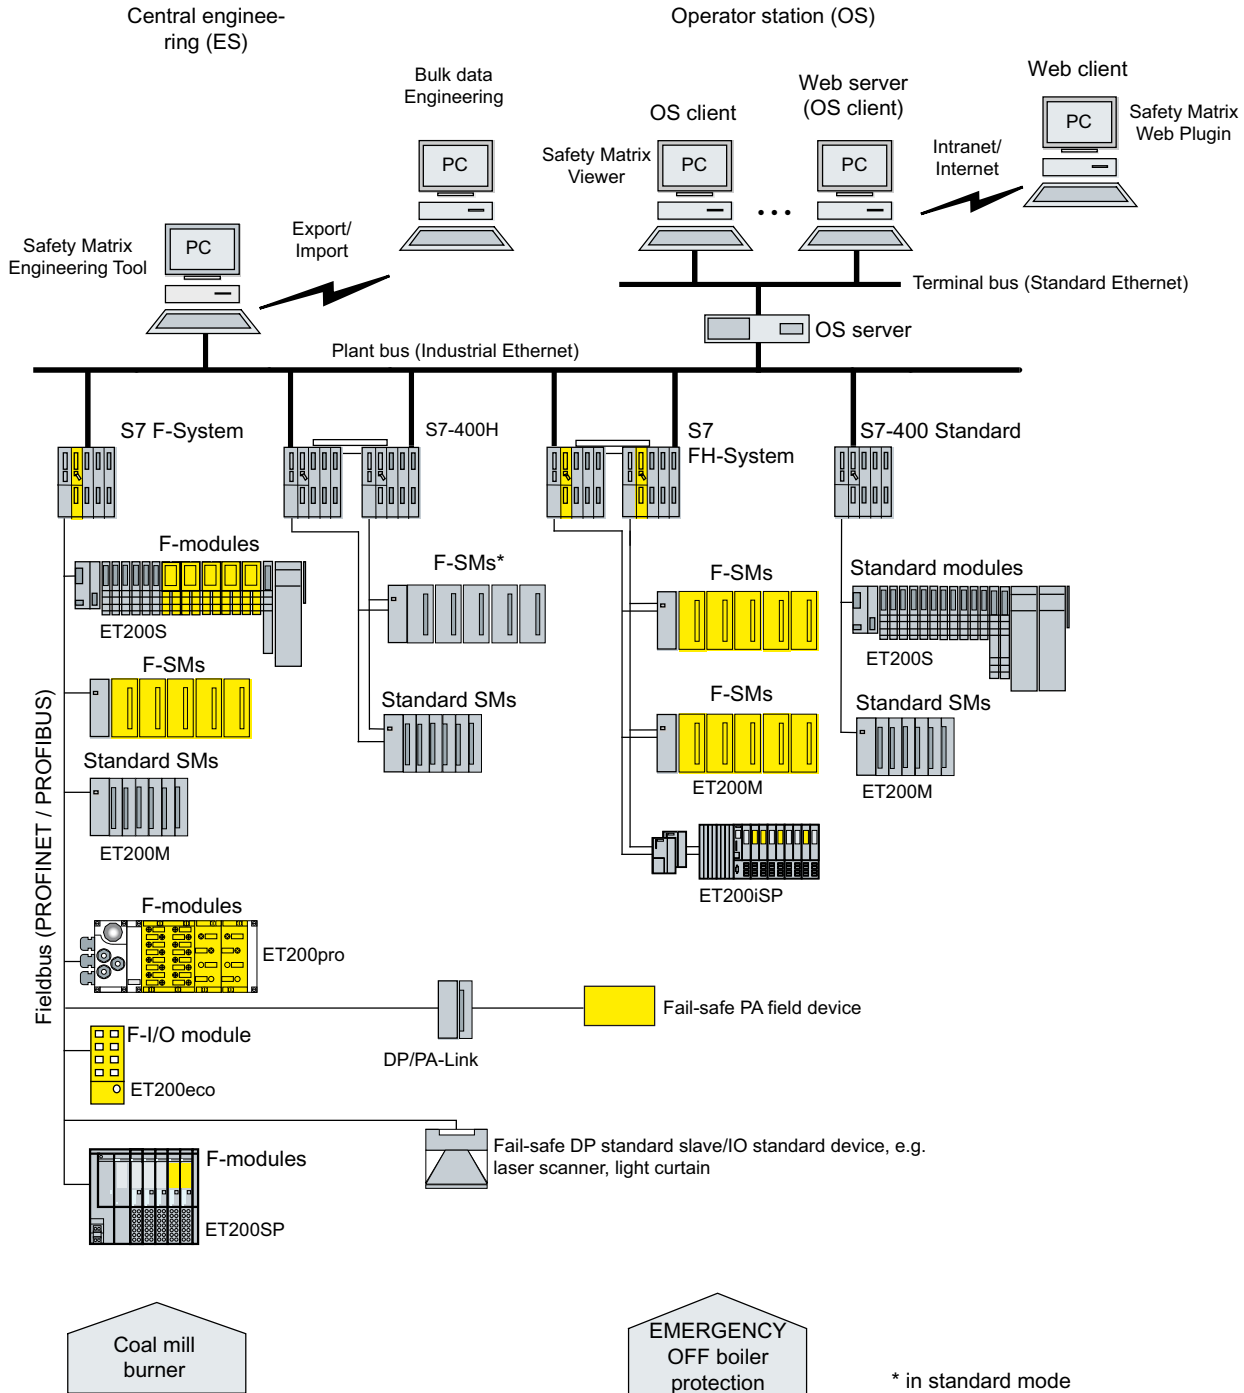 Central enginee-
ring (ES)
Operator station (OS)
Bulk data
Engineering
Web client
Web server
(OS client)
OS client
PC
Safety Matrix
Web Plugin
Safety Matrix
Viewer
PC
PC
PC
Intranet/
Internet
Safety Matrix
Engineering Tool
PC
Export/
Import
Terminal bus (Standard Ethernet)
OS server
Plant bus (Industrial Ethernet)
S7 F-System
S7-400H
S7
FH-System
S7-400 Standard
F-modules
F-SMs*
F-SMs
Standard modules
ET200S
ET200S
F-SMs
Standard SMs
F-SMs
Standard SMs
Standard SMs
ET200M
ET200M
ET200M
ET200iSP
Fieldbus (PROFINET / PROFIBUS)
F-modules
ET200pro
Fail-safe PA field device
DP/PA-Link
F-I/O module
ET200eco
Fail-safe DP standard slave/IO standard device, e.g.
laser scanner, light curtain
F-modules
ET200SP
Coal mill
burner
EMERGENCY
OFF boiler
protection
* in standard mode